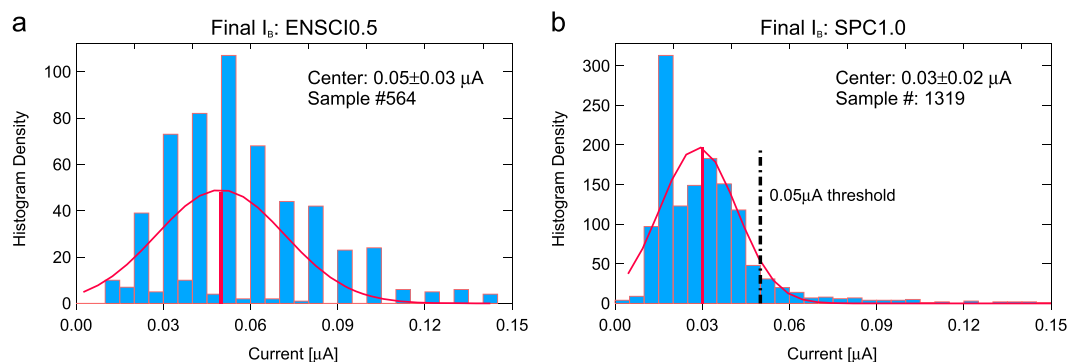 a
Final I_B: ENSCI0.5
Center: 0.05±0.03 μA
Sample #564
Histogram Density
100
80
60
40
20
0
0.00 0.03 0.06 0.09 0.12 0.15
Current [μA]
b
Final I_B: SPC1.0
Center: 0.03±0.02 μA
Sample #: 1319
0.05μA threshold
Histogram Density
300
250
200
150
100
50
0
0.00 0.03 0.06 0.09 0.12 0.15
Current [μA]